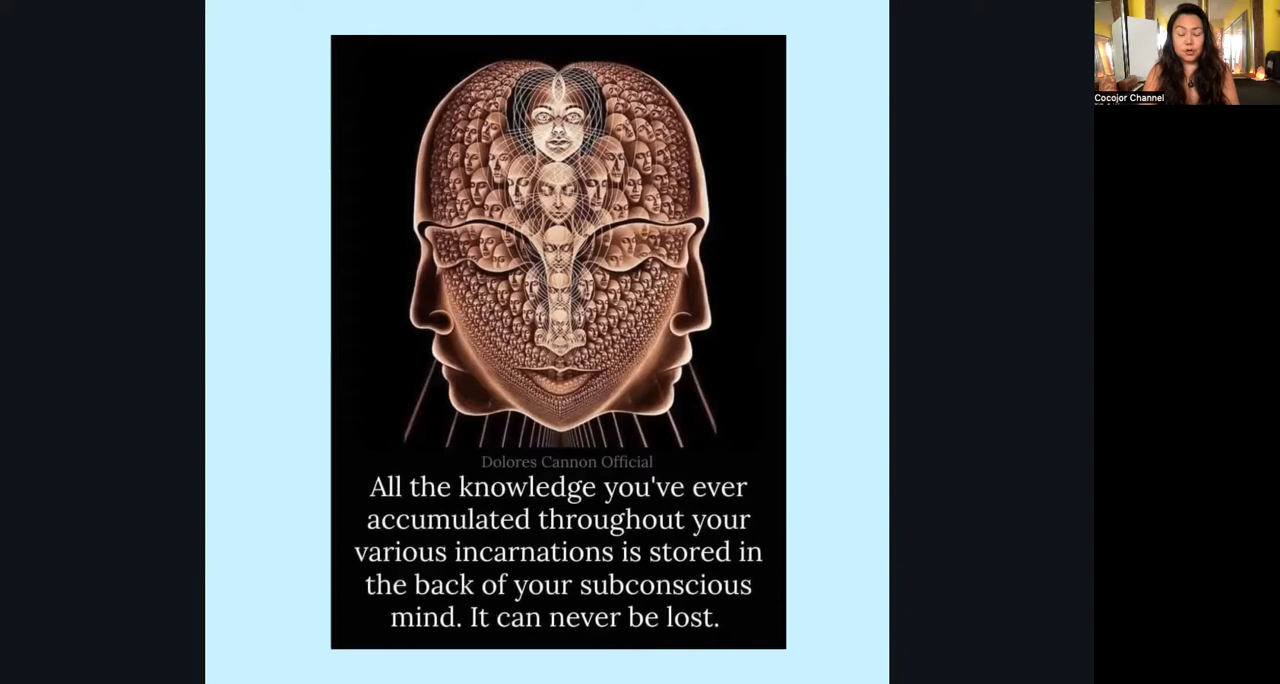 Cocojor Channel
Dolores Cannon Official
All the knowledge you've ever
accumulated throughout your
various incarnations is stored in
the back of your subconscious
mind. It can never be lost.